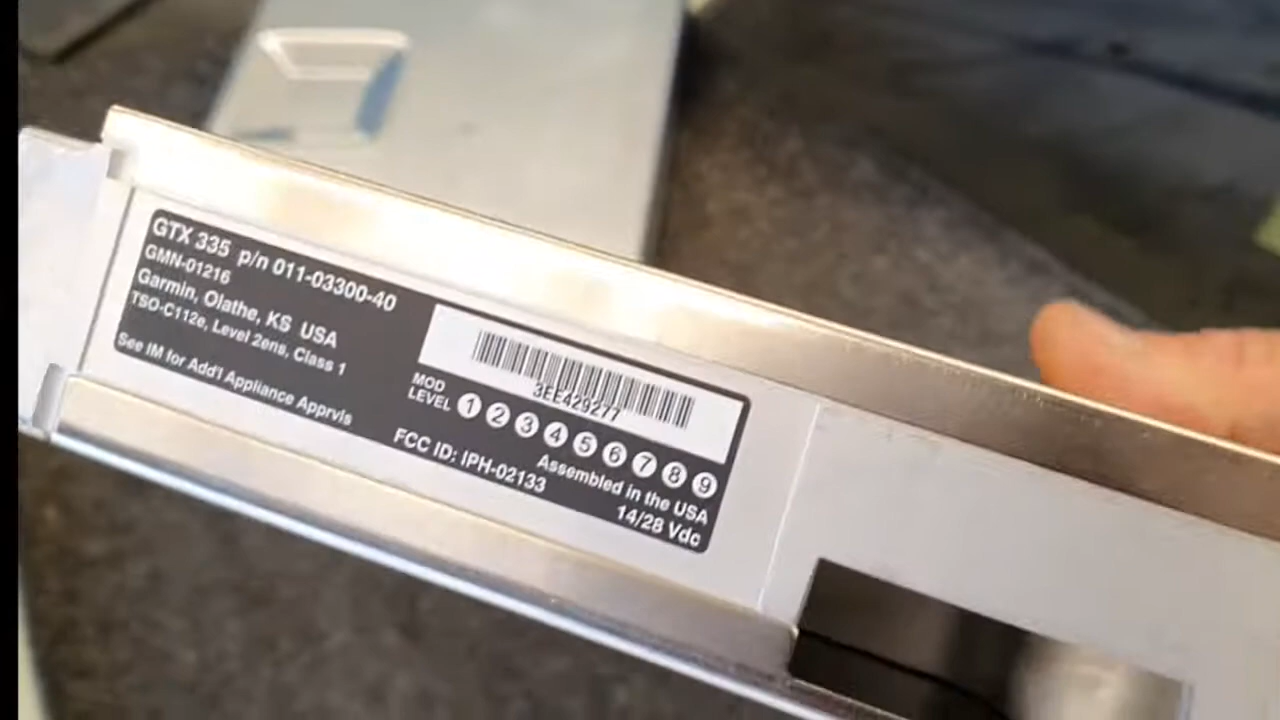 GTX 335 p/n 011-03300-40
GMN-01216
Garmin, Olathe, KS USA
TSO-C112e, Level 2ens, Class 1
See IM for Add'l Appliance Apprvls
3EE429277
MOD
LEVEL 1 2 3 4 5 6 7 8 9
FCC ID: IPH-02133
Assembled in the USA
14/28 Vdc